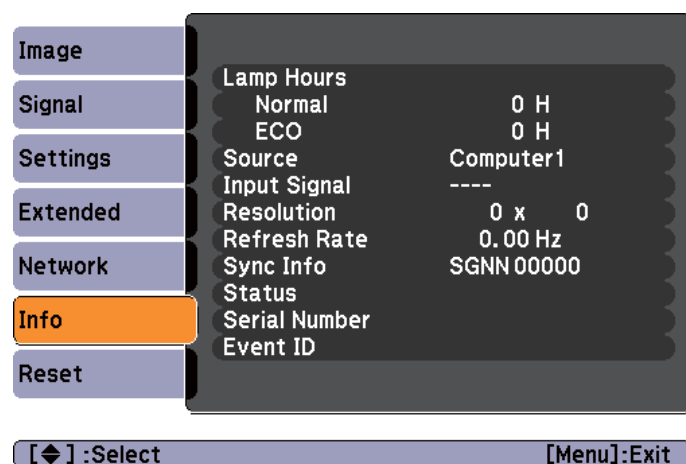 Image
Signal
Settings
Extended
Network
Info
Reset
Lamp Hours
Normal 0 H
ECO 0 H
Source Computer1
Input Signal ----
Resolution 0 x 0
Refresh Rate 0.00 Hz
Sync Info SGNN 00000
Status
Serial Number
Event ID
[◆] :Select [Menu]:Exit